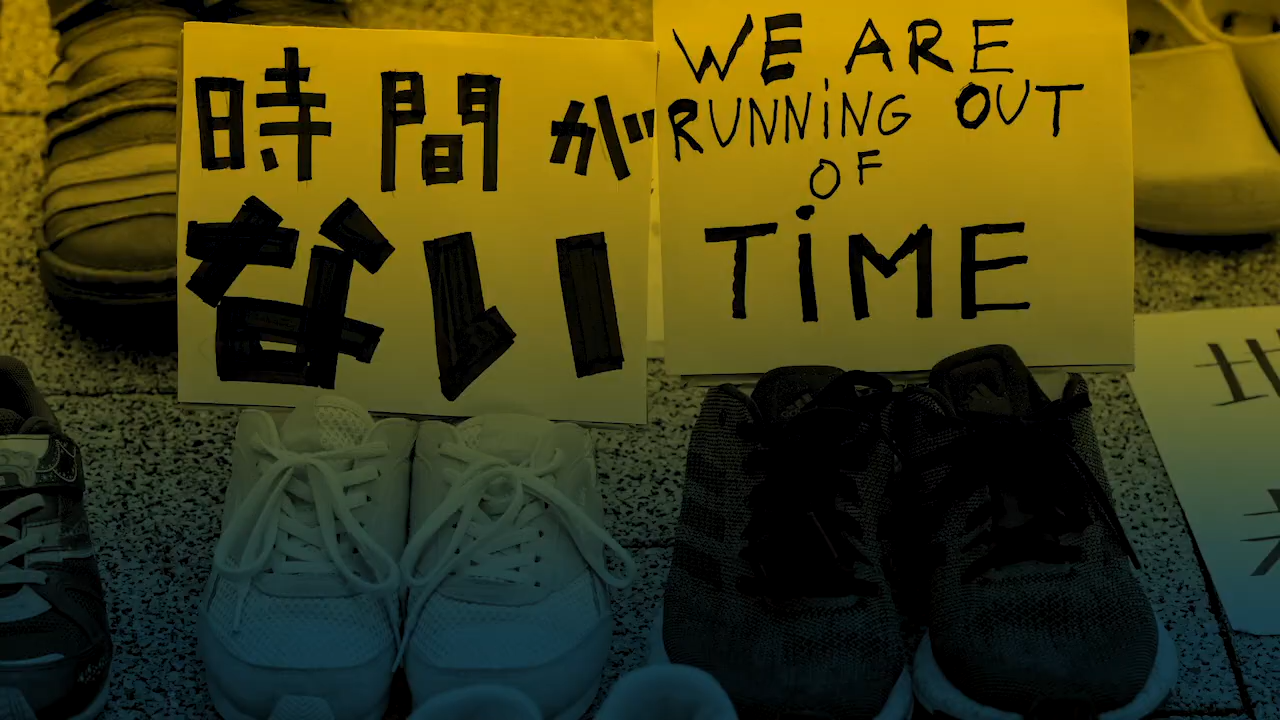 時間が
ない
WE ARE
RUNNING OUT
OF
TIME